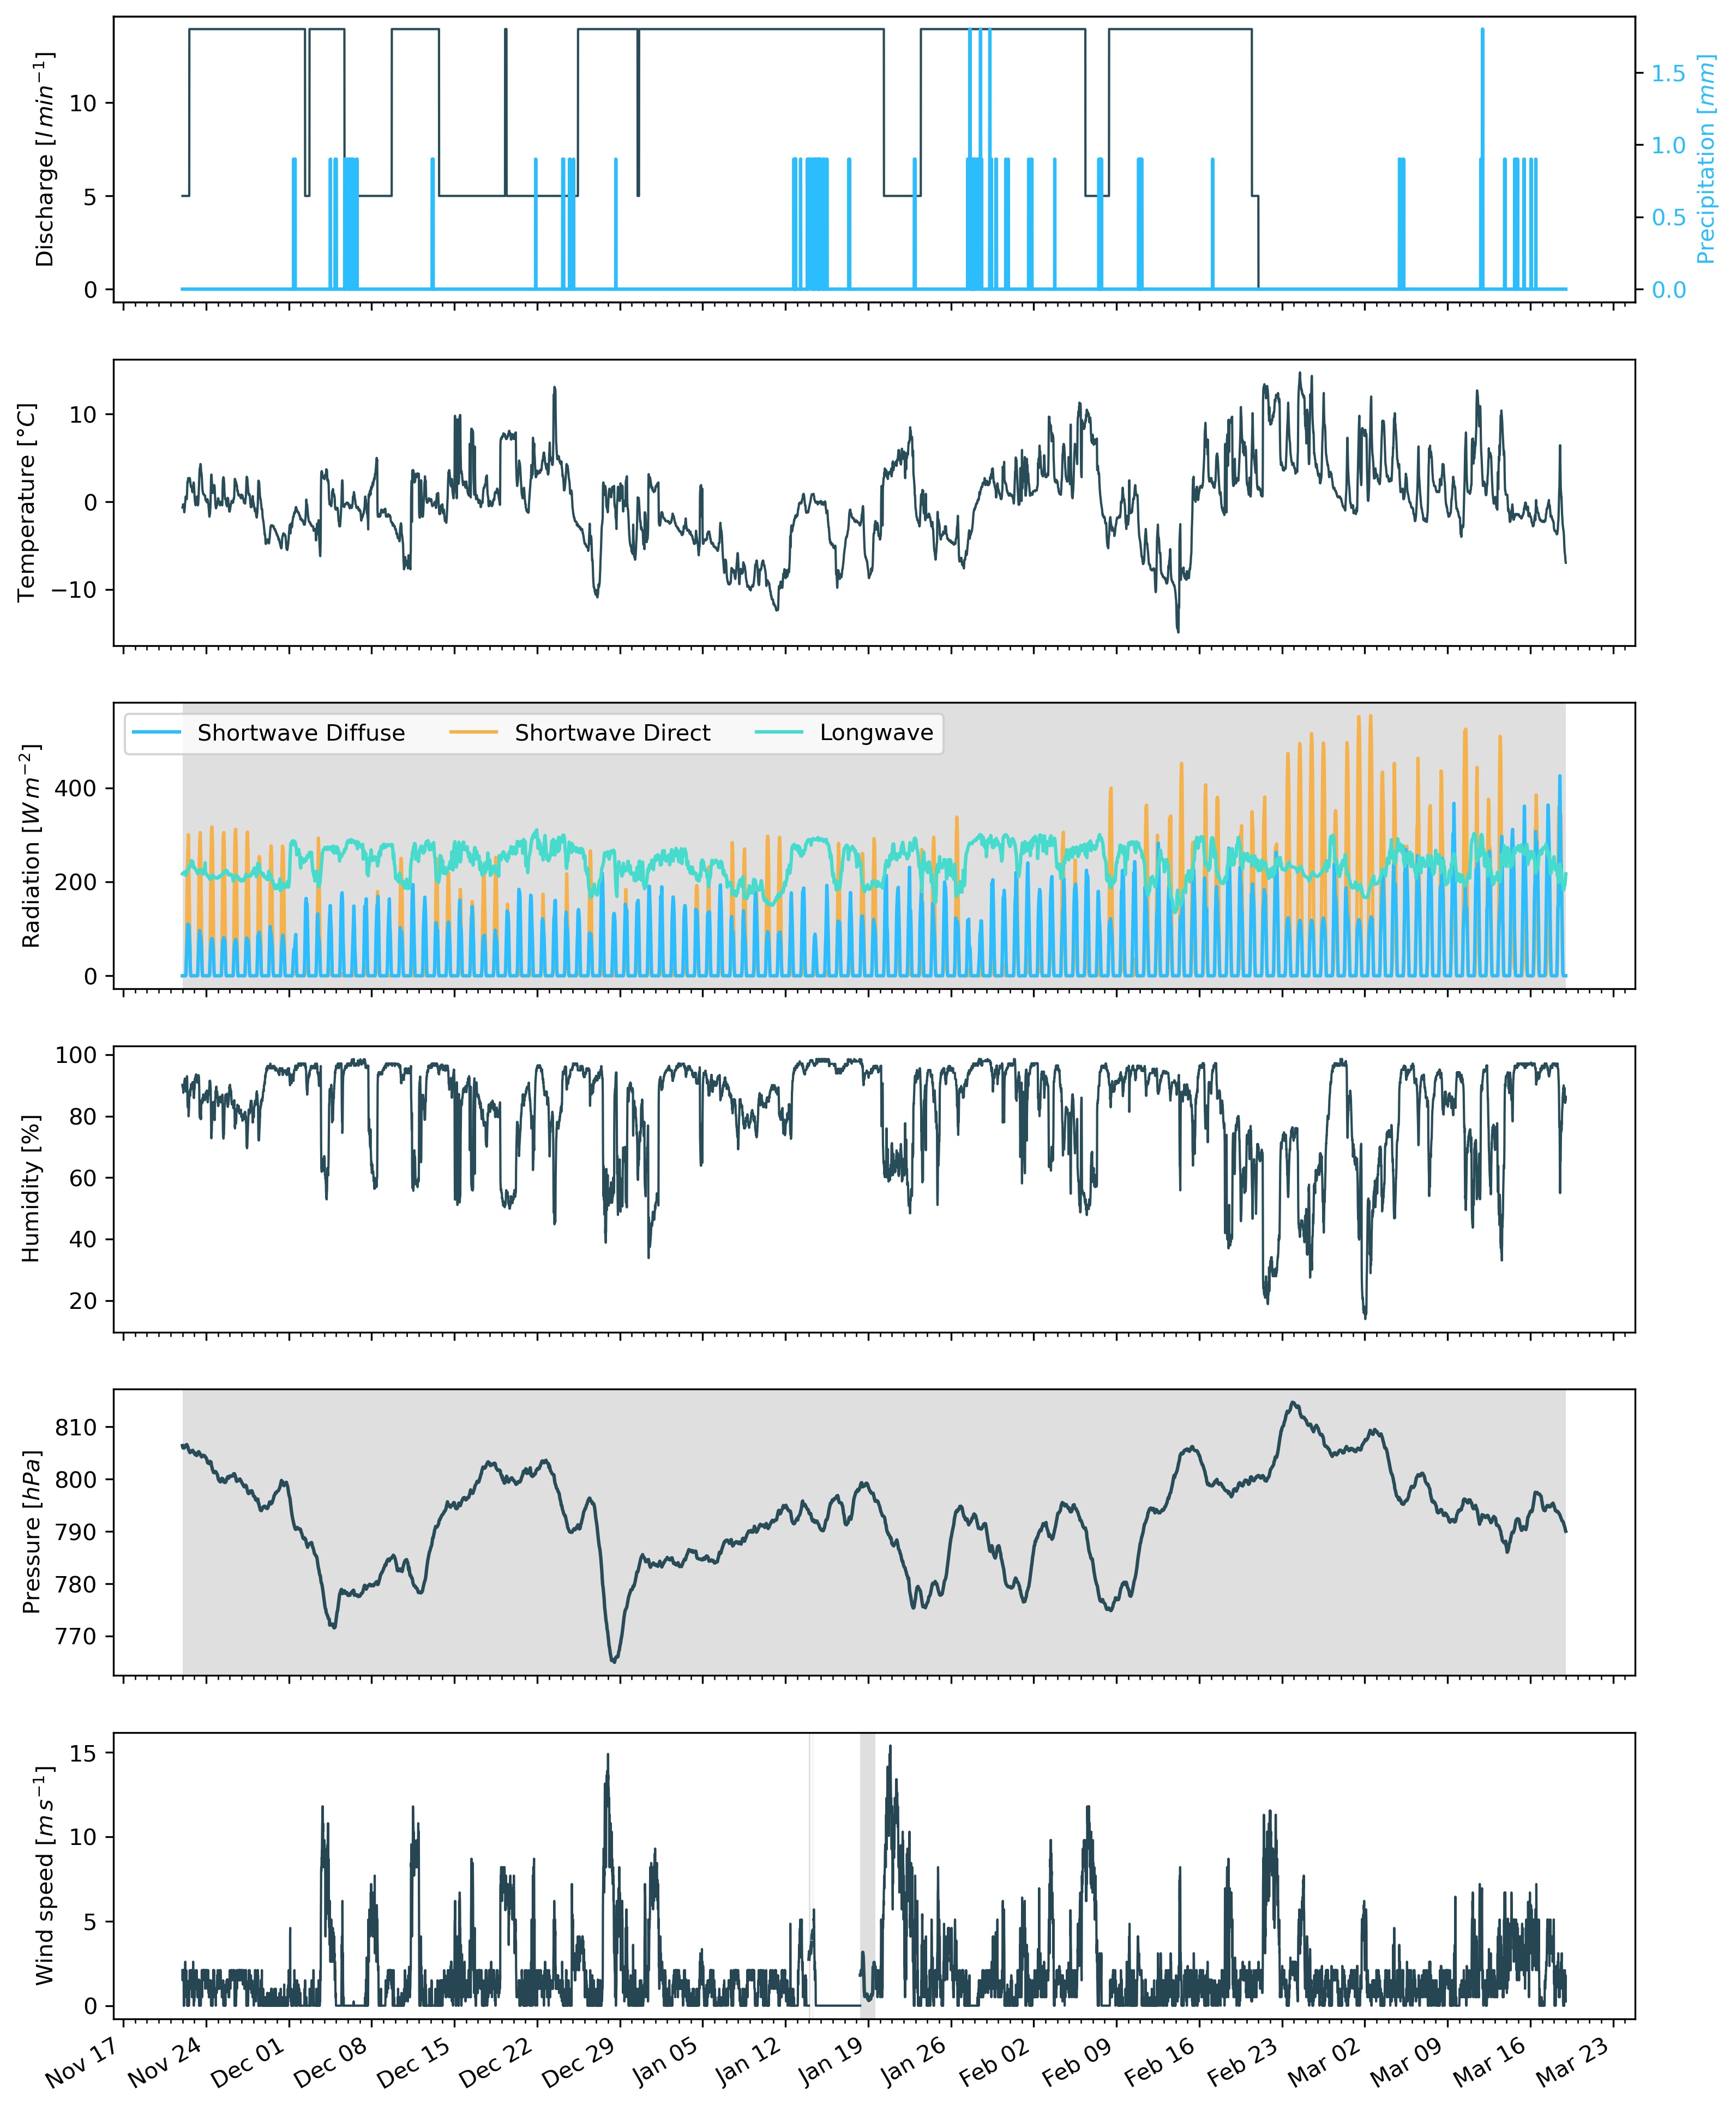 Discharge [l min⁻¹]
10
5
0
1.5
1.0
0.5
0.0
Precipitation [mm]
Temperature [°C]
10
0
−10
Radiation [W m⁻²]
400
200
0
Shortwave Diffuse
Shortwave Direct
Longwave
Humidity [%]
100
80
60
40
20
Pressure [hPa]
810
800
790
780
770
Wind speed [m s⁻¹]
15
10
5
0
Nov 17
Nov 24
Dec 01
Dec 08
Dec 15
Dec 22
Dec 29
Jan 05
Jan 12
Jan 19
Jan 26
Feb 02
Feb 09
Feb 16
Feb 23
Mar 02
Mar 09
Mar 16
Mar 23